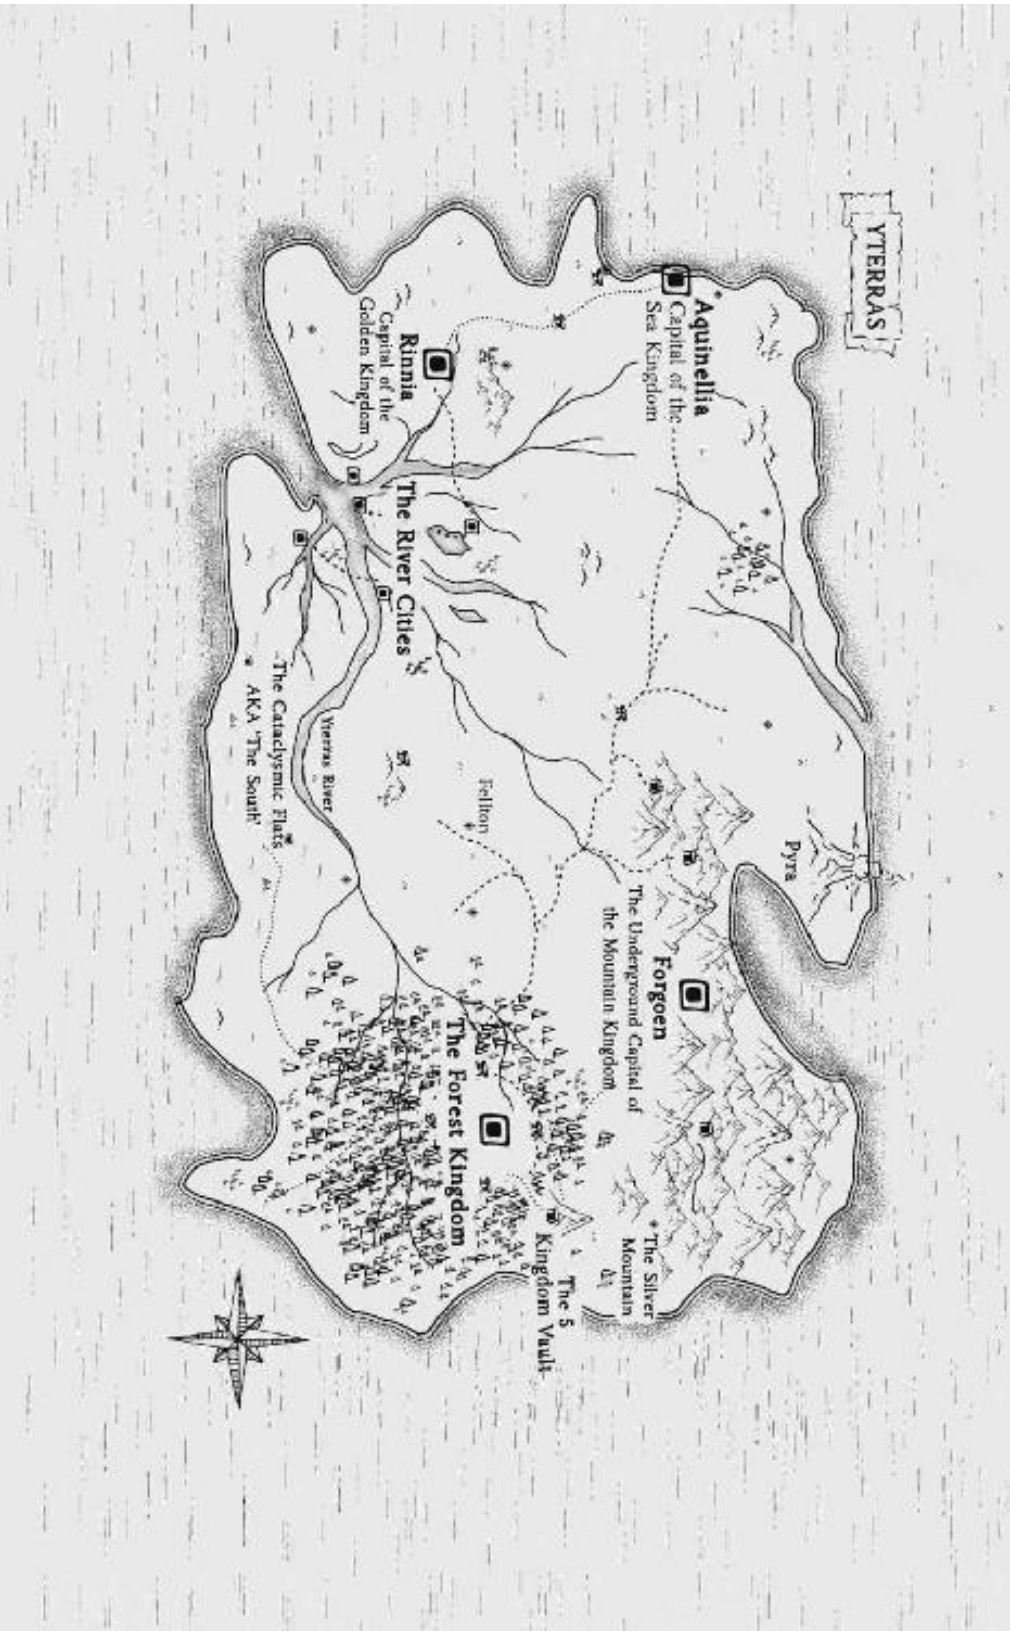 YTERRAS
Aquinellia
Capital of the
Sea Kingdom
Rinnia
Capital of the
Golden Kingdom
The River Cities
Yterras River
The Cataclysmic Flats
AKA 'The South'
Fellton
Pyra
Forgoen
The Underground Capital of
the Mountain Kingdom
The Forest Kingdom
The Silver
Mountain
The 5
Kingdom Vault